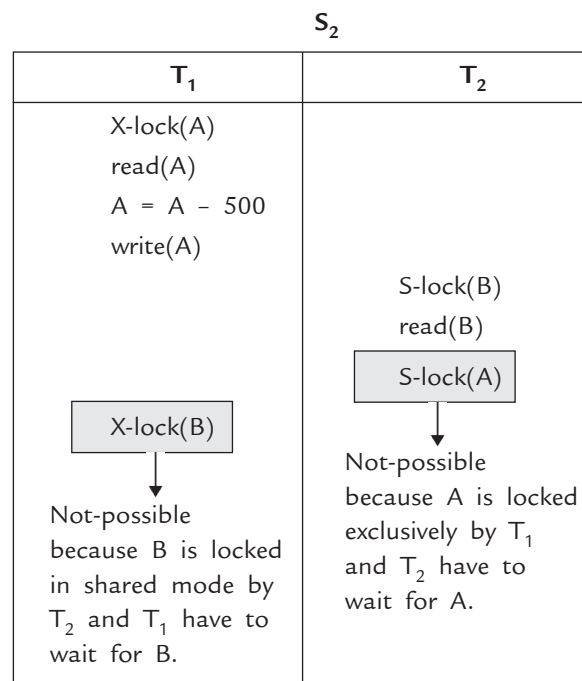 S2
T1
T2
X-lock(A)
read(A)
A = A – 500
write(A)
S-lock(B)
read(B)
S-lock(A)
X-lock(B)
Not-possible
because A is locked
exclusively by T1
and T2 have to
wait for A.
Not-possible
because B is locked
in shared mode by
T2 and T1 have to
wait for B.